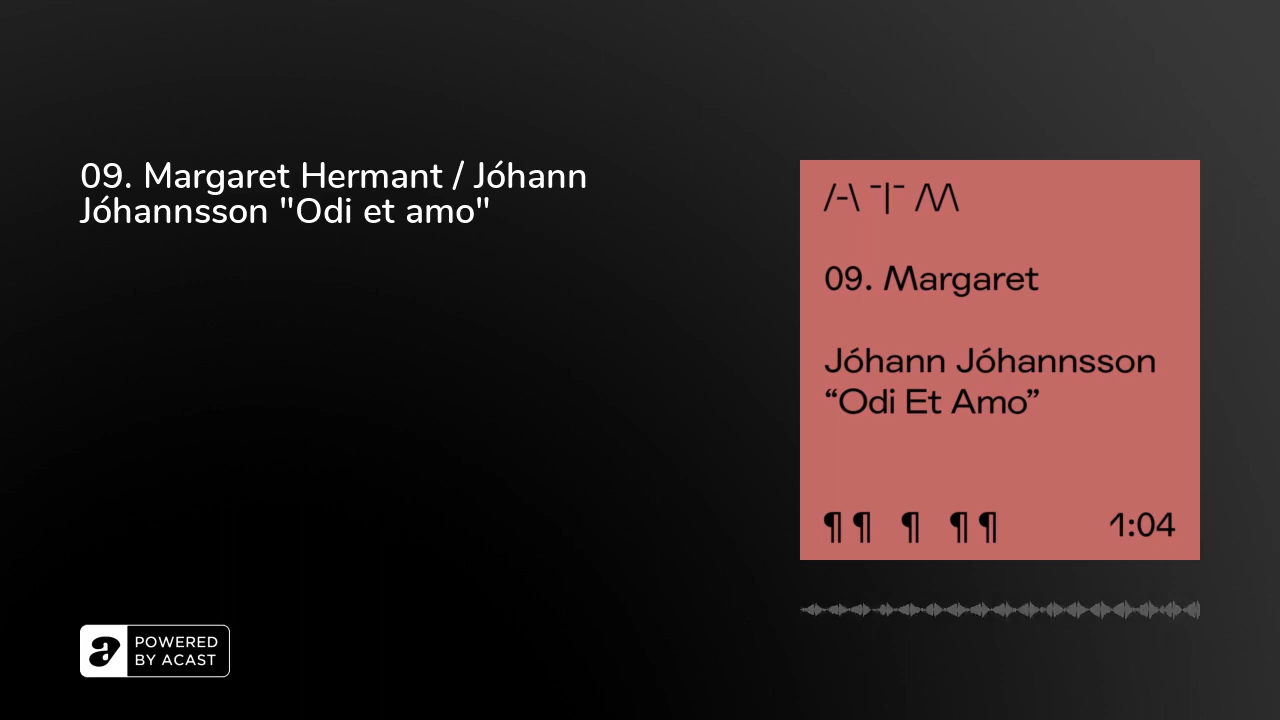 09. Margaret Hermant / Jóhann
Jóhannsson "Odi et amo"
/-\ ¯|¯ /\/\
09. Margaret
Jóhann Jóhannsson
“Odi Et Amo”
¶¶ ¶ ¶¶ 1:04
POWERED
BY ACAST